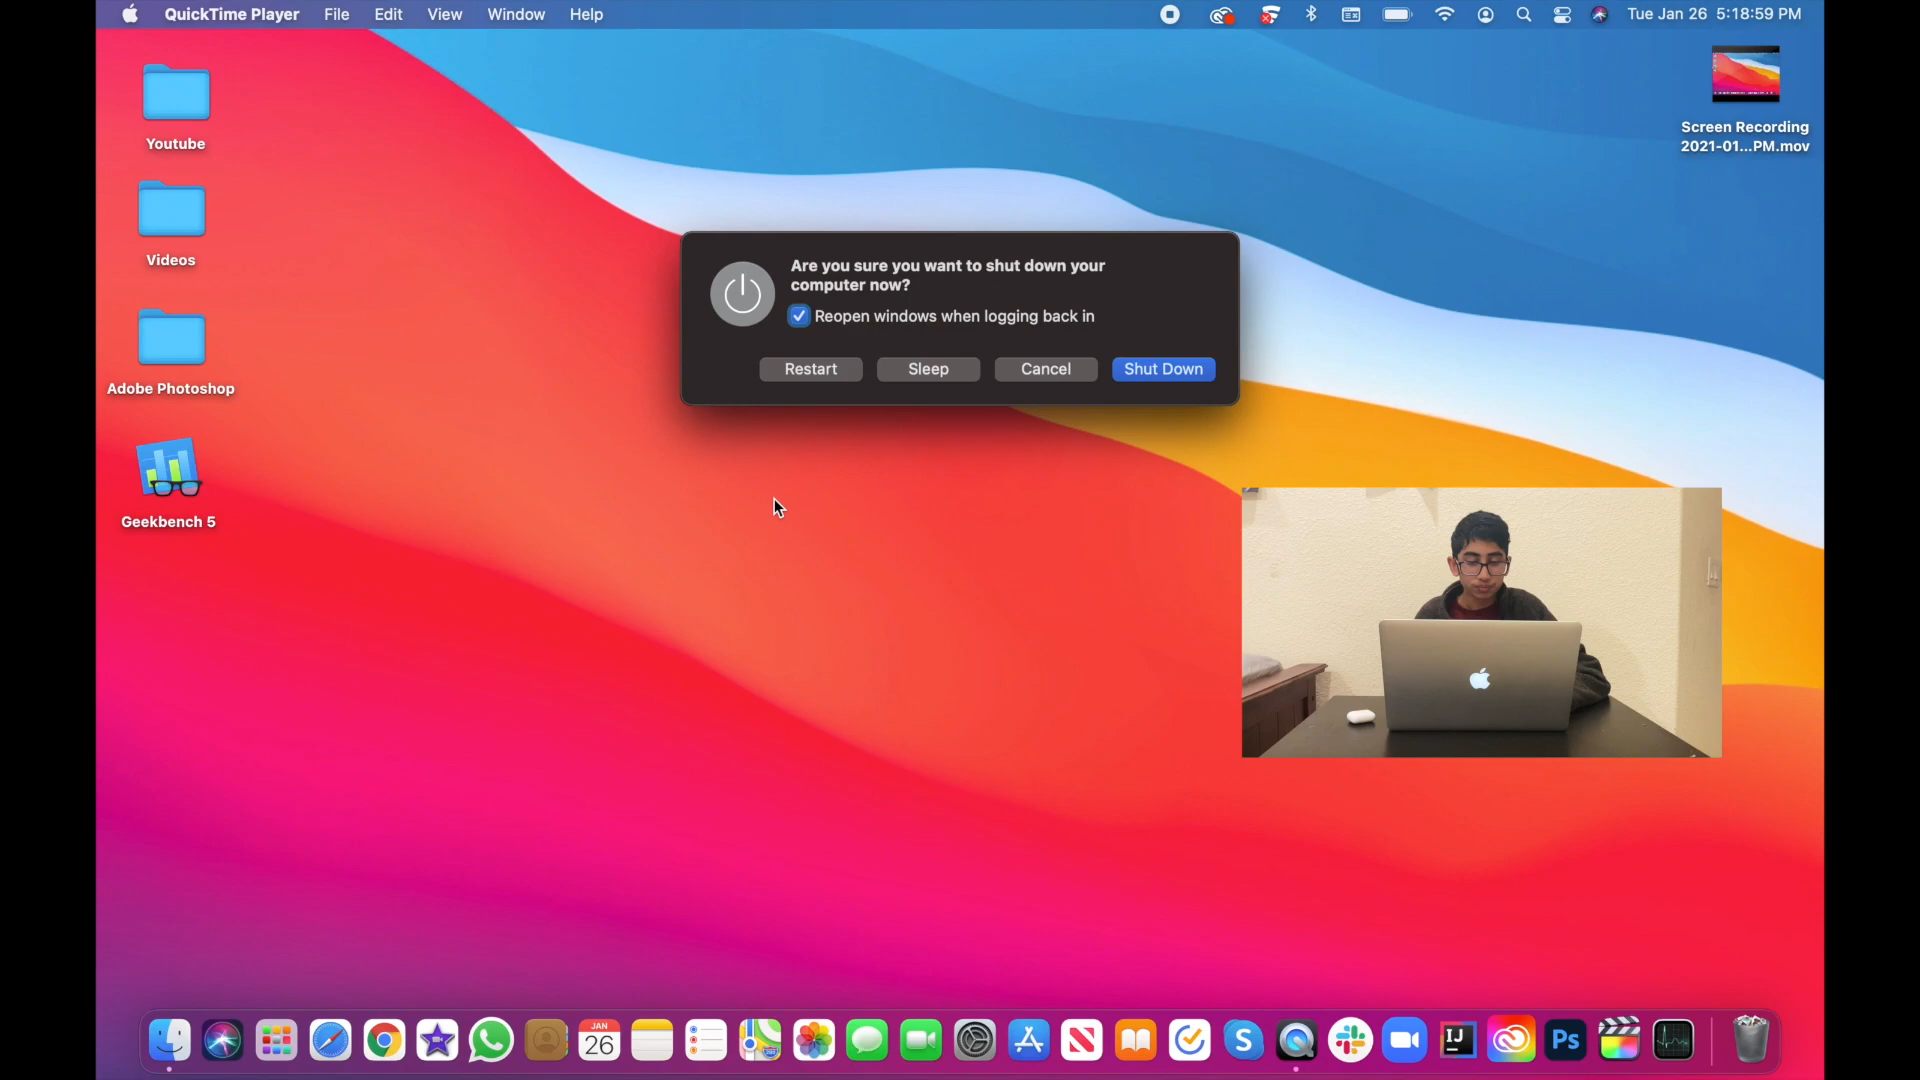 QuickTime Player File Edit View Window Help Tue Jan 26 5:18:59 PM
Youtube
Videos
Adobe Photoshop
Geekbench 5
Screen Recording
2021-01...PM.mov
Are you sure you want to shut down your
computer now?
Reopen windows when logging back in
Restart Sleep Cancel Shut Down
JAN
26
S
IJ
Ps